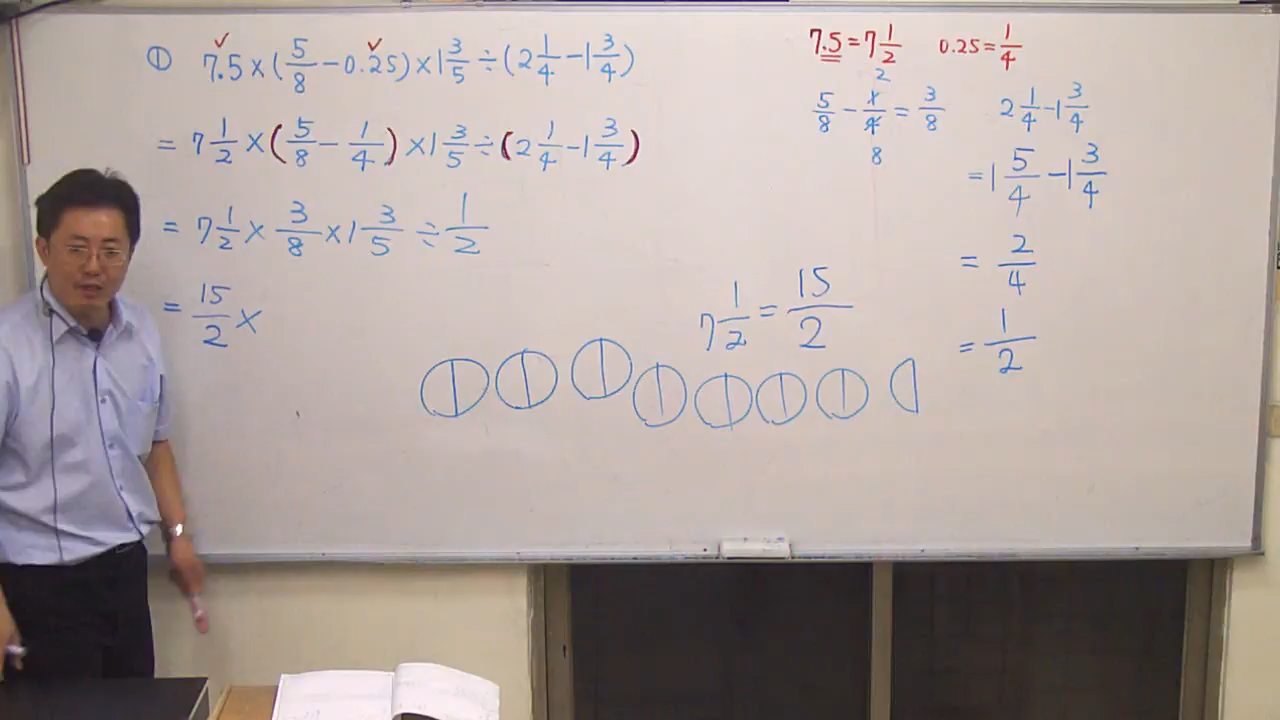 ① 7.5×(5/8-0.25)×1 3/5÷(2 1/4-1 3/4)
= 7 1/2×(5/8-1/4)×1 3/5÷(2 1/4-1 3/4)
= 7 1/2×3/8×1 3/5÷1/2
= 15/2×
7.5=7 1/2
0.25=1/4
2
5/8-1/4=3/8
8
2 1/4-1 3/4
=1 5/4-1 3/4
= 2/4
= 1/2
7 1/2=15/2